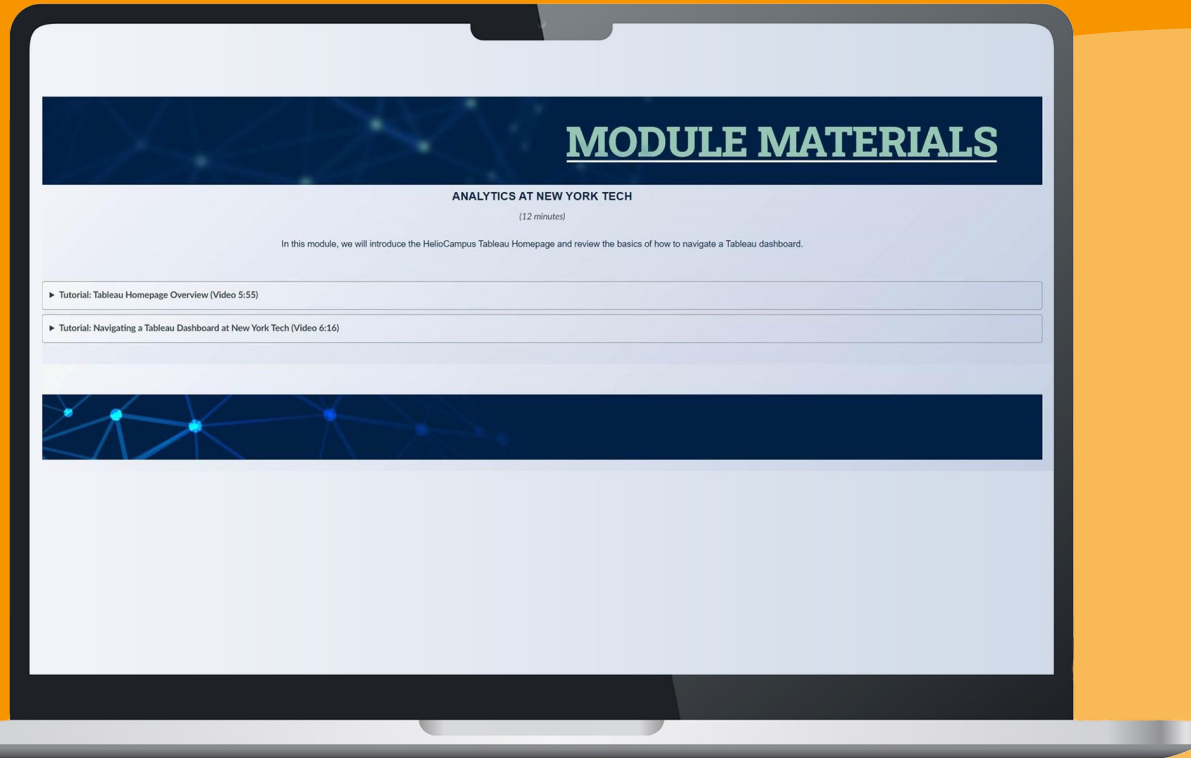 MODULE MATERIALS
ANALYTICS AT NEW YORK TECH
(12 minutes)
In this module, we will introduce the HelioCampus Tableau Homepage and review the basics of how to navigate a Tableau dashboard.
Tutorial: Tableau Homepage Overview (Video 5:55)
Tutorial: Navigating a Tableau Dashboard at New York Tech (Video 6:16)